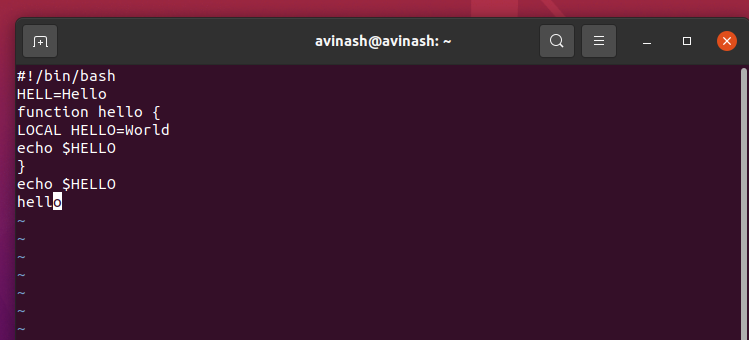 avinash@avinash: ~
#!/bin/bash
HELL=Hello
function hello {
LOCAL HELLO=World
echo $HELLO
}
echo $HELLO
hello
~
~
~
~
~
~
~